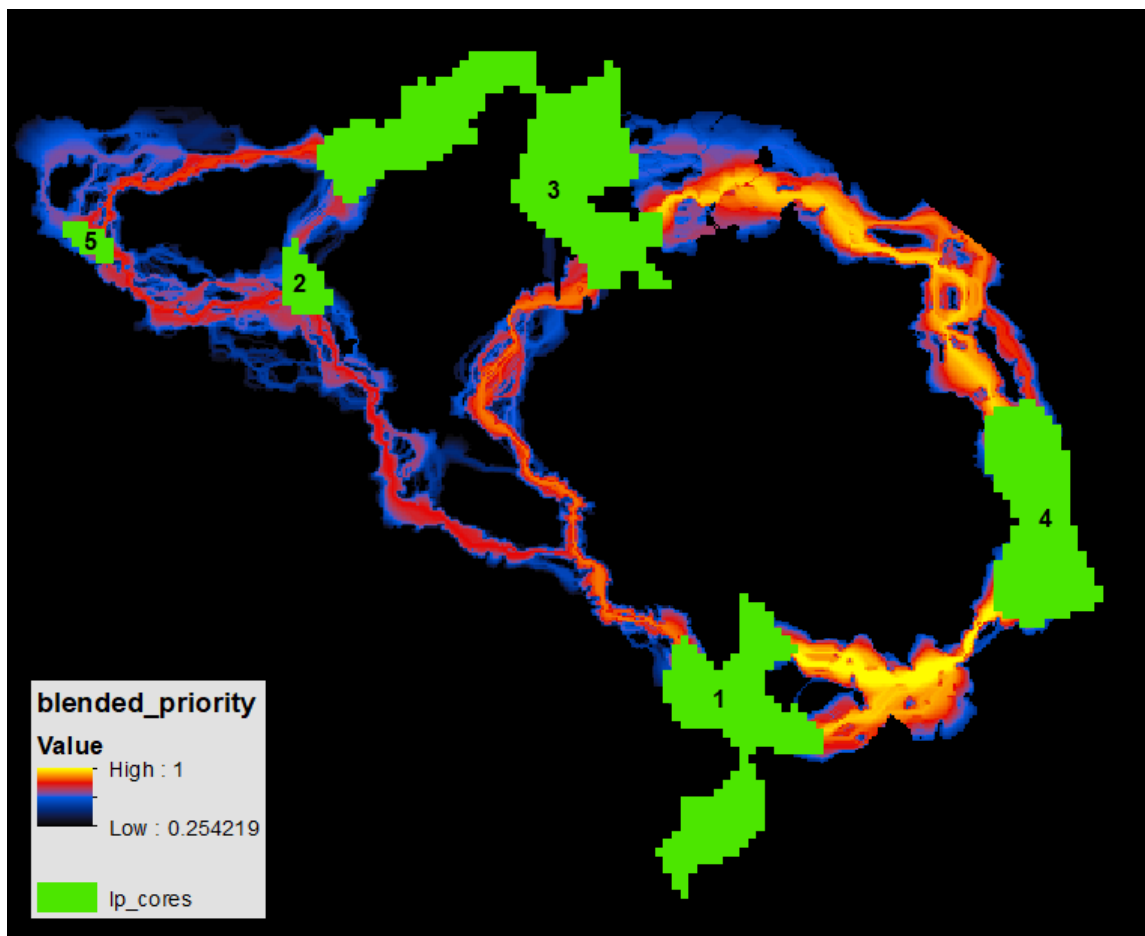 3
5
2
4
1
blended_priority
Value
High : 1
Low : 0.254219
lp_cores